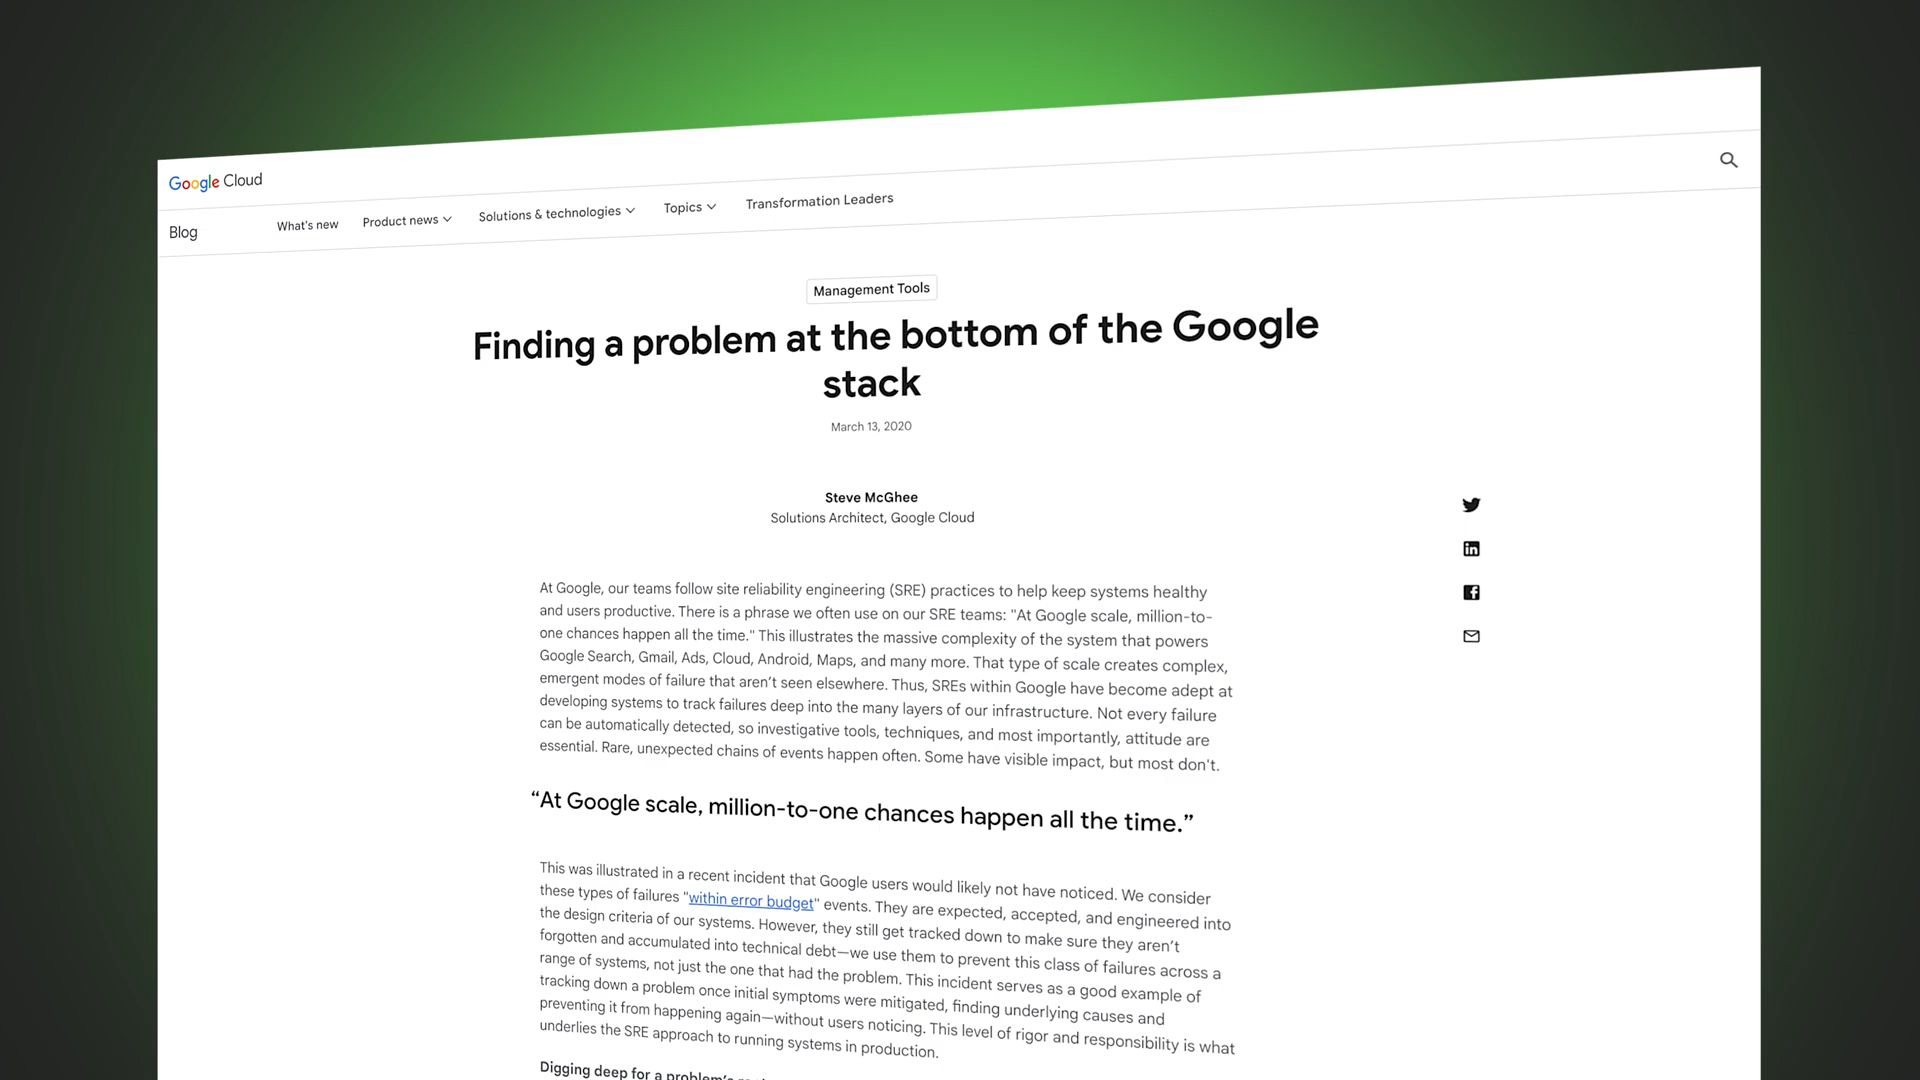 Google Cloud
Blog
What's new
Product news
Solutions & technologies
Topics
Transformation Leaders
Management Tools
Finding a problem at the bottom of the Google
stack
March 13, 2020
Steve McGhee
Solutions Architect, Google Cloud
At Google, our teams follow site reliability engineering (SRE) practices to help keep systems healthy
and users productive. There is a phrase we often use on our SRE teams: "At Google scale, million-to-
one chances happen all the time." This illustrates the massive complexity of the system that powers
Google Search, Gmail, Ads, Cloud, Android, Maps, and many more. That type of scale creates complex,
emergent modes of failure that aren’t seen elsewhere. Thus, SREs within Google have become adept at
developing systems to track failures deep into the many layers of our infrastructure. Not every failure
can be automatically detected, so investigative tools, techniques, and most importantly, attitude are
essential. Rare, unexpected chains of events happen often. Some have visible impact, but most don't.
“At Google scale, million-to-one chances happen all the time.”
This was illustrated in a recent incident that Google users would likely not have noticed. We consider
these types of failures "within error budget" events. They are expected, accepted, and engineered into
the design criteria of our systems. However, they still get tracked down to make sure they aren’t
forgotten and accumulated into technical debt—we use them to prevent this class of failures across a
range of systems, not just the one that had the problem. This incident serves as a good example of
tracking down a problem once initial symptoms were mitigated, finding underlying causes and
preventing it from happening again—without users noticing. This level of rigor and responsibility is what
underlies the SRE approach to running systems in production.
Digging deep for a problem’s